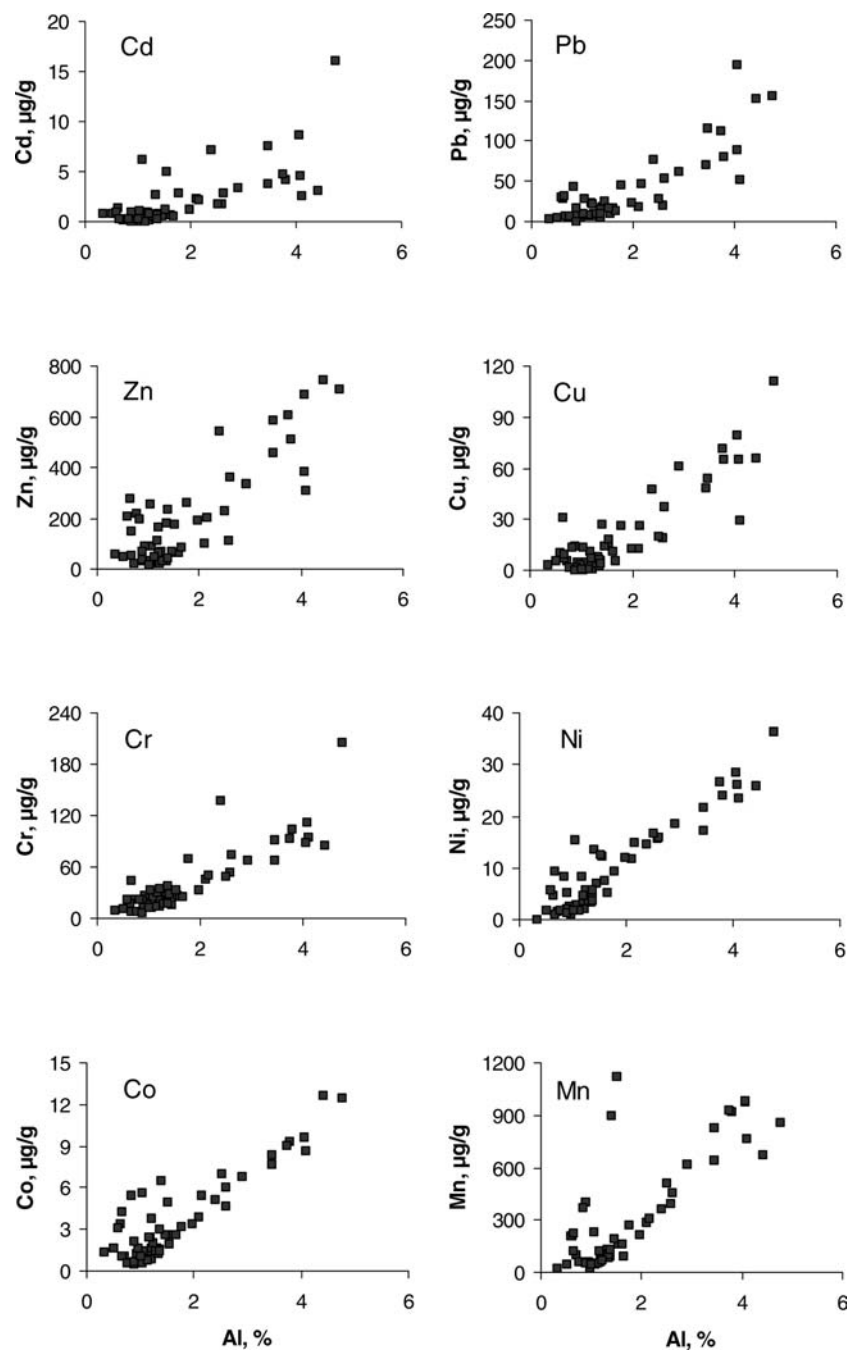 Cd
Cd, µg/g
20
15
10
5
0
0 2 4 6
Pb
Pb, µg/g
250
200
150
100
50
0
0 2 4 6
Zn
Zn, µg/g
800
600
400
200
0
0 2 4 6
Cu
Cu, µg/g
120
90
60
30
0
0 2 4 6
Cr
Cr, µg/g
240
180
120
60
0
0 2 4 6
Ni
Ni, µg/g
40
30
20
10
0
0 2 4 6
Co
Co, µg/g
15
12
9
6
3
0
0 2 4 6
Al, %
Mn
Mn, µg/g
1200
900
600
300
0
0 2 4 6
Al, %